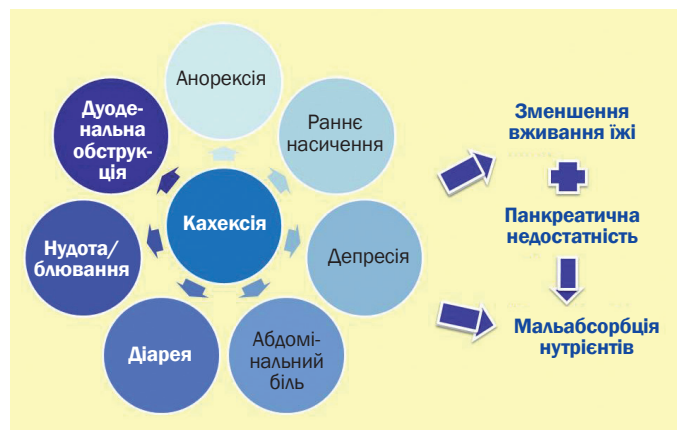 Анорексія
Раннє
насичення
Депресія
Абдомі-
нальний
біль
Діарея
Нудота/
блювання
Дуоде-
нальна
обструк-
ція
Кахексія
Зменшення
вживання їжі
Панкреатична
недостатність
Мальабсорбція
нутрієнтів